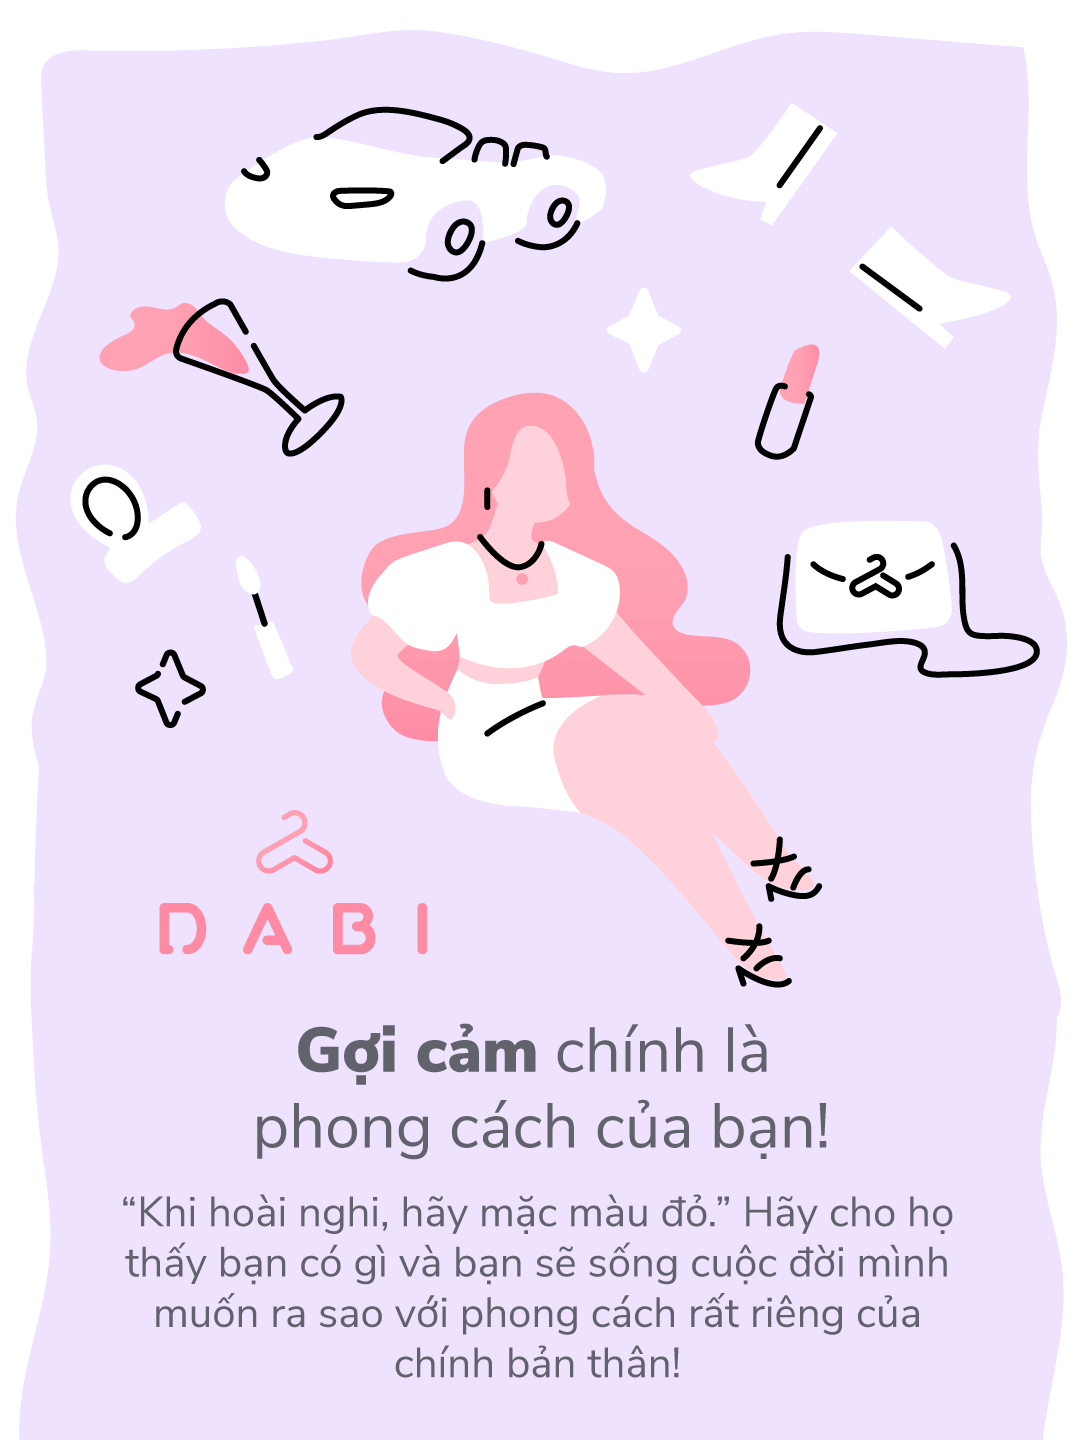 DABI
Gợi cảm chính là
phong cách của bạn!
“Khi hoài nghi, hãy mặc màu đỏ.” Hãy cho họ
thấy bạn có gì và bạn sẽ sống cuộc đời mình
muốn ra sao với phong cách rất riêng của
chính bản thân!